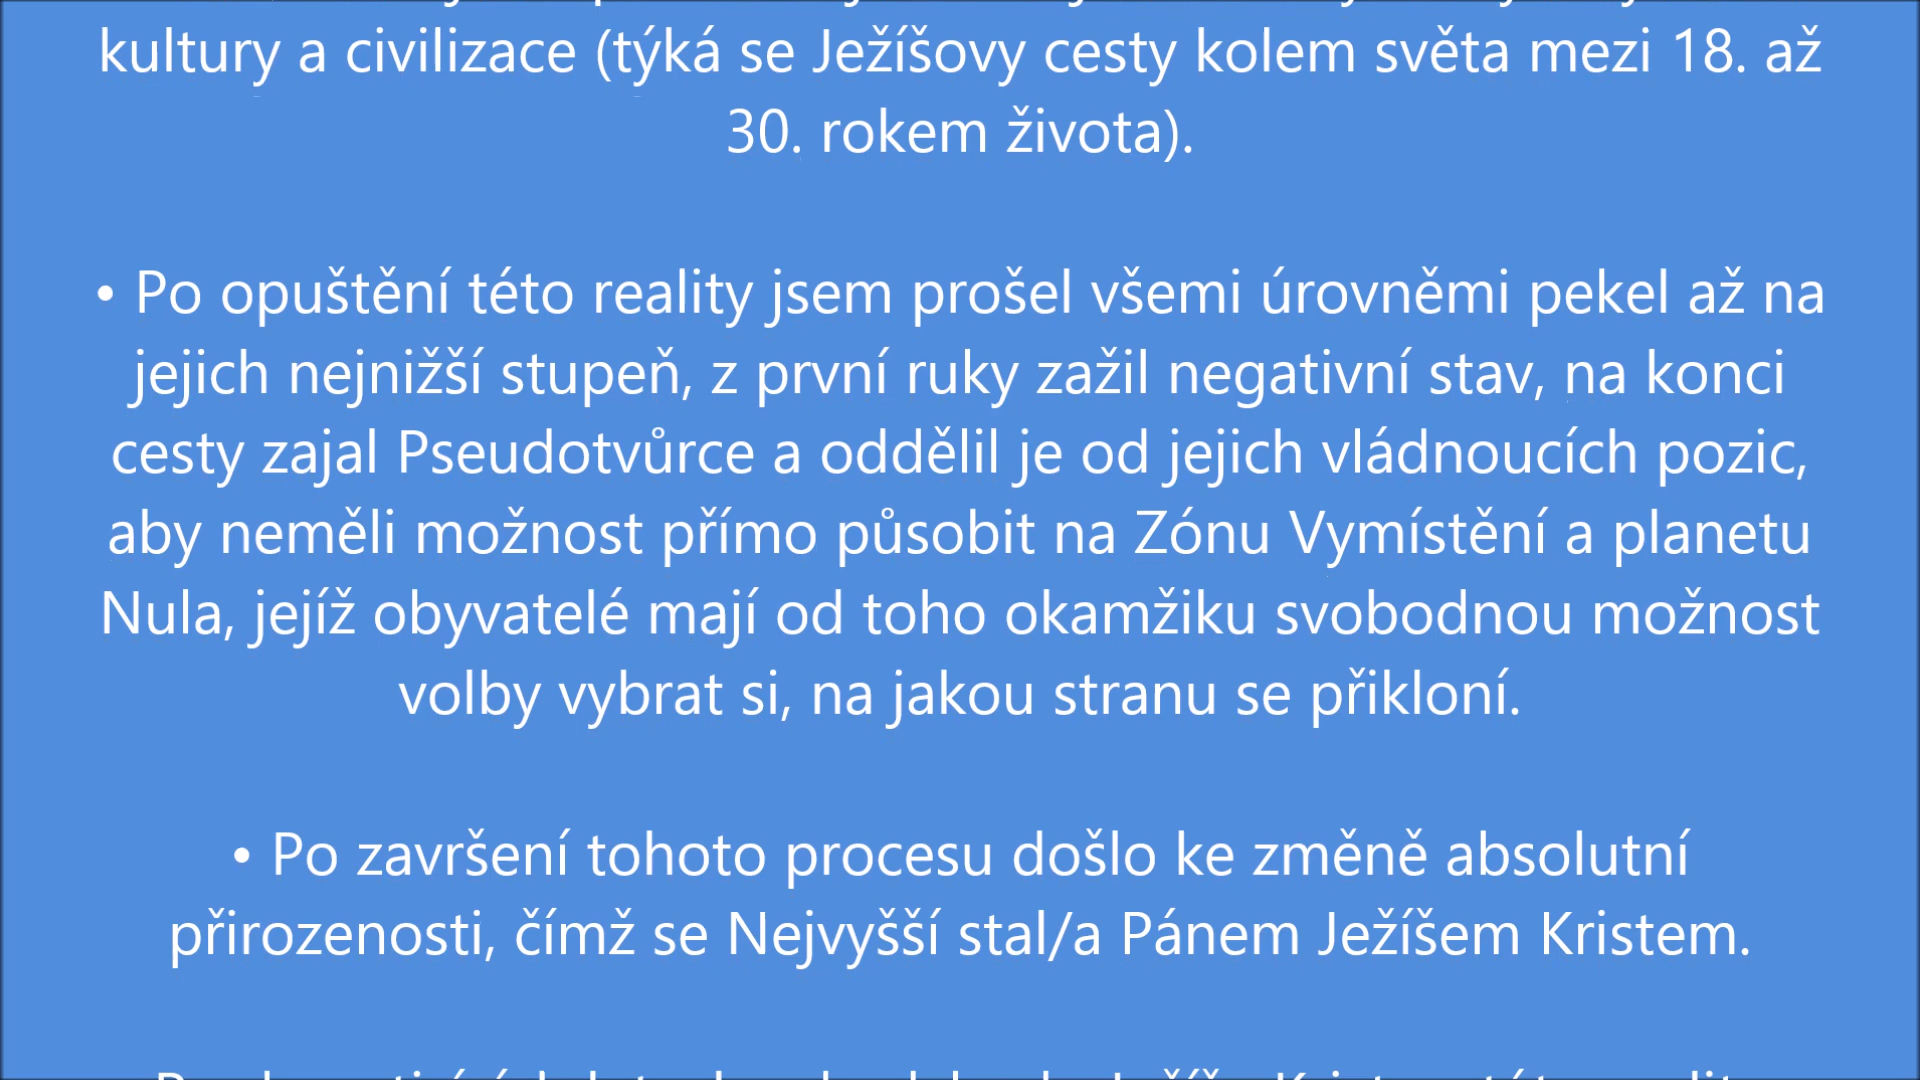 kultury a civilizace (týká se Ježíšovy cesty kolem světa mezi 18. až
30. rokem života).
• Po opuštění této reality jsem prošel všemi úrovněmi pekel až na
jejich nejnižší stupeň, z první ruky zažil negativní stav, na konci
cesty zajal Pseudotvůrce a oddělil je od jejich vládnoucích pozic,
aby neměli možnost přímo působit na Zónu Vymístění a planetu
Nula, jejíž obyvatelé mají od toho okamžiku svobodnou možnost
volby vybrat si, na jakou stranu se přikloní.
• Po završení tohoto procesu došlo ke změně absolutní
přirozenosti, čímž se Nejvyšší stal/a Pánem Ježíšem Kristem.